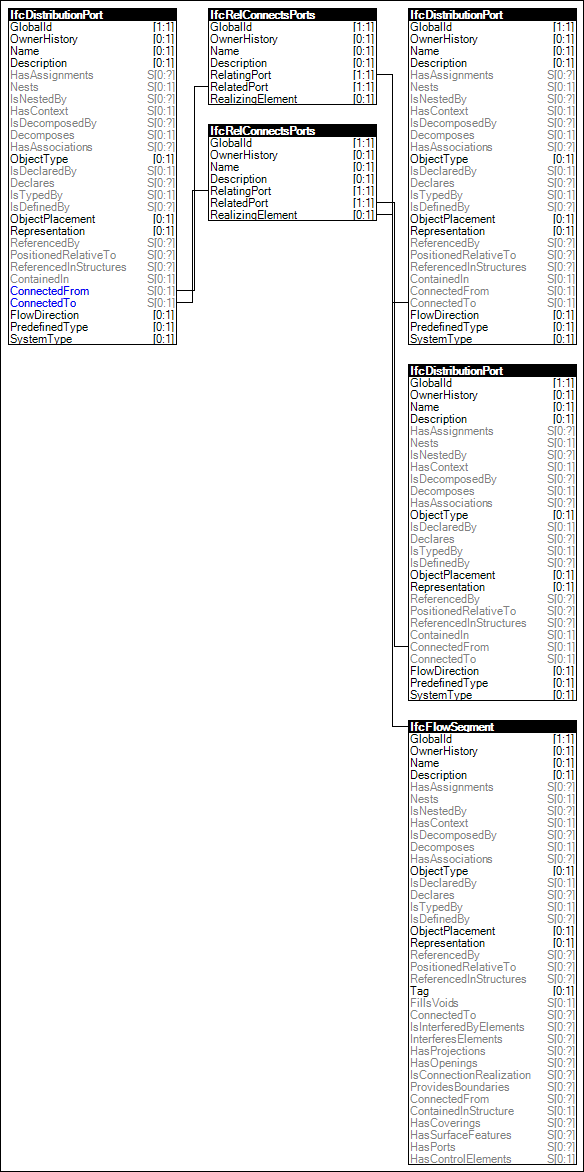 IfcDistributionPort
GlobalId [1:1]
OwnerHistory [0:1]
Name [0:1]
Description [0:1]
HasAssignments S[0:?]
Nests S[0:1]
IsNestedBy S[0:?]
HasContext S[0:1]
IsDecomposedBy S[0:?]
Decomposes S[0:1]
HasAssociations S[0:?]
ObjectType [0:1]
IsDeclaredBy S[0:1]
Declares S[0:?]
IsTypedBy S[0:1]
IsDefinedBy S[0:?]
ObjectPlacement [0:1]
Representation [0:1]
ReferencedBy S[0:?]
PositionedRelativeTo S[0:?]
ReferencedInStructures S[0:?]
ContainedIn S[0:1]
ConnectedFrom S[0:1]
ConnectedTo S[0:1]
FlowDirection [0:1]
PredefinedType [0:1]
SystemType [0:1]
IfcRelConnectsPorts
GlobalId [1:1]
OwnerHistory [0:1]
Name [0:1]
Description [0:1]
RelatingPort [1:1]
RelatedPort [1:1]
RealizingElement [0:1]
IfcRelConnectsPorts
GlobalId [1:1]
OwnerHistory [0:1]
Name [0:1]
Description [0:1]
RelatingPort [1:1]
RelatedPort [1:1]
RealizingElement [0:1]
IfcDistributionPort
GlobalId [1:1]
OwnerHistory [0:1]
Name [0:1]
Description [0:1]
HasAssignments S[0:?]
Nests S[0:1]
IsNestedBy S[0:?]
HasContext S[0:1]
IsDecomposedBy S[0:?]
Decomposes S[0:1]
HasAssociations S[0:?]
ObjectType [0:1]
IsDeclaredBy S[0:1]
Declares S[0:?]
IsTypedBy S[0:1]
IsDefinedBy S[0:?]
ObjectPlacement [0:1]
Representation [0:1]
ReferencedBy S[0:?]
PositionedRelativeTo S[0:?]
ReferencedInStructures S[0:?]
ContainedIn S[0:1]
ConnectedFrom S[0:1]
ConnectedTo S[0:1]
FlowDirection [0:1]
PredefinedType [0:1]
SystemType [0:1]
IfcDistributionPort
GlobalId [1:1]
OwnerHistory [0:1]
Name [0:1]
Description [0:1]
HasAssignments S[0:?]
Nests S[0:1]
IsNestedBy S[0:?]
HasContext S[0:1]
IsDecomposedBy S[0:?]
Decomposes S[0:1]
HasAssociations S[0:?]
ObjectType [0:1]
IsDeclaredBy S[0:1]
Declares S[0:?]
IsTypedBy S[0:1]
IsDefinedBy S[0:?]
ObjectPlacement [0:1]
Representation [0:1]
ReferencedBy S[0:?]
PositionedRelativeTo S[0:?]
ReferencedInStructures S[0:?]
ContainedIn S[0:1]
ConnectedFrom S[0:1]
ConnectedTo S[0:1]
FlowDirection [0:1]
PredefinedType [0:1]
SystemType [0:1]
IfcFlowSegment
GlobalId [1:1]
OwnerHistory [0:1]
Name [0:1]
Description [0:1]
HasAssignments S[0:?]
Nests S[0:1]
IsNestedBy S[0:?]
HasContext S[0:1]
IsDecomposedBy S[0:?]
Decomposes S[0:1]
HasAssociations S[0:?]
ObjectType [0:1]
IsDeclaredBy S[0:1]
Declares S[0:?]
IsTypedBy S[0:1]
IsDefinedBy S[0:?]
ObjectPlacement [0:1]
Representation [0:1]
ReferencedBy S[0:?]
PositionedRelativeTo S[0:?]
ReferencedInStructures S[0:?]
Tag [0:1]
FillsVoids S[0:1]
ConnectedTo S[0:?]
IsInterferedByElements S[0:?]
InterferesElements S[0:?]
HasProjections S[0:?]
HasOpenings S[0:?]
IsConnectionRealization S[0:?]
ProvidesBoundaries S[0:?]
ConnectedFrom S[0:?]
ContainedInStructure S[0:1]
HasCoverings S[0:?]
HasSurfaceFeatures S[0:?]
HasPorts S[0:?]
HasControlElements S[0:1]